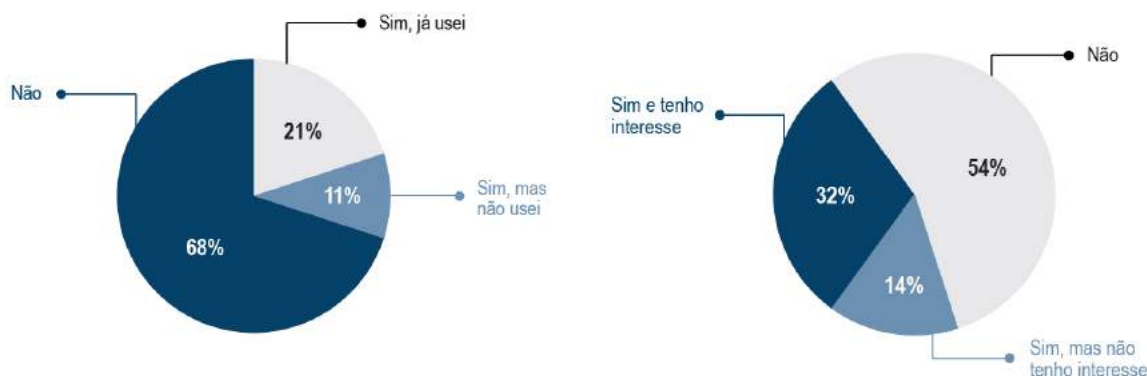 Sim, já usei
Não
21%
11%
Sim, mas
não usei
68%
Não
Sim e tenho
interesse
54%
32%
14%
Sim, mas não
tenho interesse